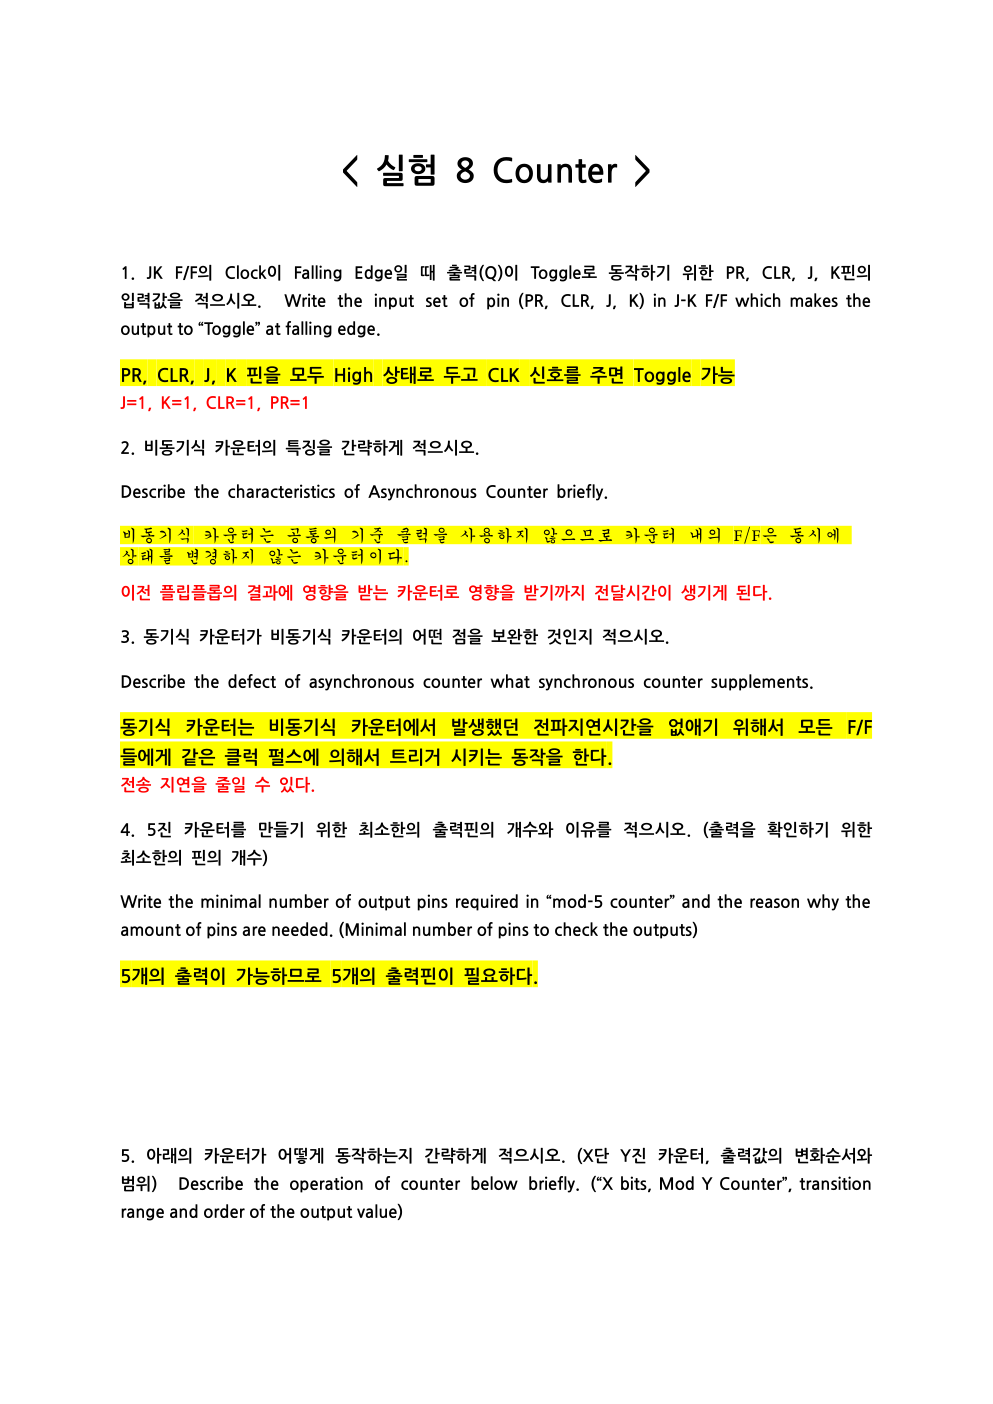 < 실험 8 Counter >
1. JK F/F의 Clock이 Falling Edge일 때 출력(Q)이 Toggle로 동작하기 위한 PR, CLR, J, K핀의
입력값을 적으시오. Write the input set of pin (PR, CLR, J, K) in J-K F/F which makes the
output to “Toggle” at falling edge.
PR, CLR, J, K 핀을 모두 High 상태로 두고 CLK 신호를 주면 Toggle 가능
J=1, K=1, CLR=1, PR=1
2. 비동기식 카운터의 특징을 간략하게 적으시오.
Describe the characteristics of Asynchronous Counter briefly.
비동기식 카운터는 공통의 기준 클럭을 사용하지 않으므로 카운터 내의 F/F은 동시에
상태를 변경하지 않는 카운터이다.
이전 플립플롭의 결과에 영향을 받는 카운터로 영향을 받기까지 전달시간이 생기게 된다.
3. 동기식 카운터가 비동기식 카운터의 어떤 점을 보완한 것인지 적으시오.
Describe the defect of asynchronous counter what synchronous counter supplements.
동기식 카운터는 비동기식 카운터에서 발생했던 전파지연시간을 없애기 위해서 모든 F/F
들에게 같은 클럭 펄스에 의해서 트리거 시키는 동작을 한다.
전송 지연을 줄일 수 있다.
4. 5진 카운터를 만들기 위한 최소한의 출력핀의 개수와 이유를 적으시오. (출력을 확인하기 위한
최소한의 핀의 개수)
Write the minimal number of output pins required in “mod-5 counter” and the reason why the
amount of pins are needed. (Minimal number of pins to check the outputs)
5개의 출력이 가능하므로 5개의 출력핀이 필요하다.
5. 아래의 카운터가 어떻게 동작하는지 간략하게 적으시오. (X단 Y진 카운터, 출력값의 변화순서와
범위) Describe the operation of counter below briefly. (“X bits, Mod Y Counter”, transition
range and order of the output value)